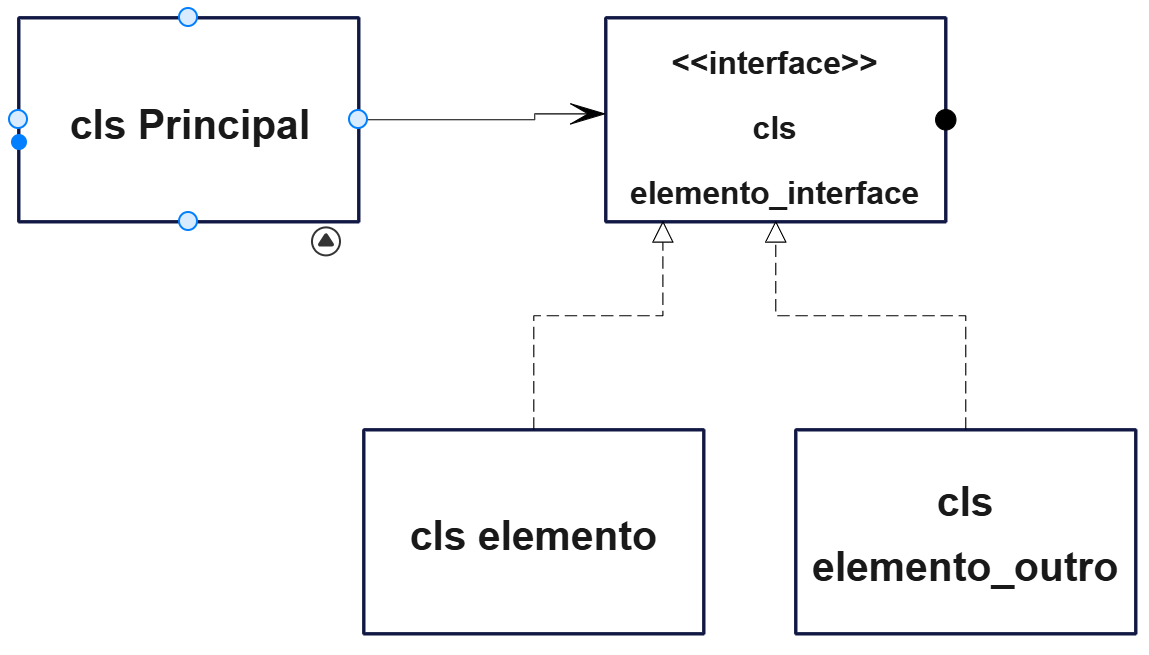 cls Principal
<<interface>>
cls
elemento_interface
cls elemento
cls
elemento_outro